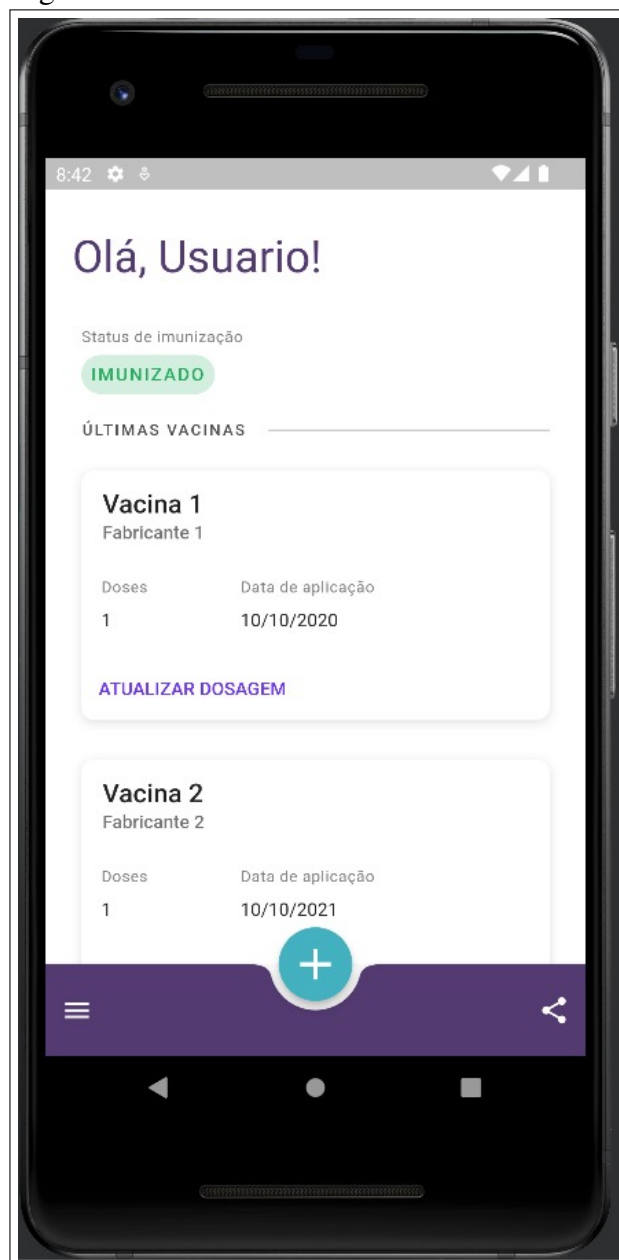 8:42
Olá, Usuario!
Status de imunização
IMUNIZADO
ÚLTIMAS VACINAS
Vacina 1
Fabricante 1
Doses Data de aplicação
1 10/10/2020
ATUALIZAR DOSAGEM
Vacina 2
Fabricante 2
Doses Data de aplicação
1 10/10/2021